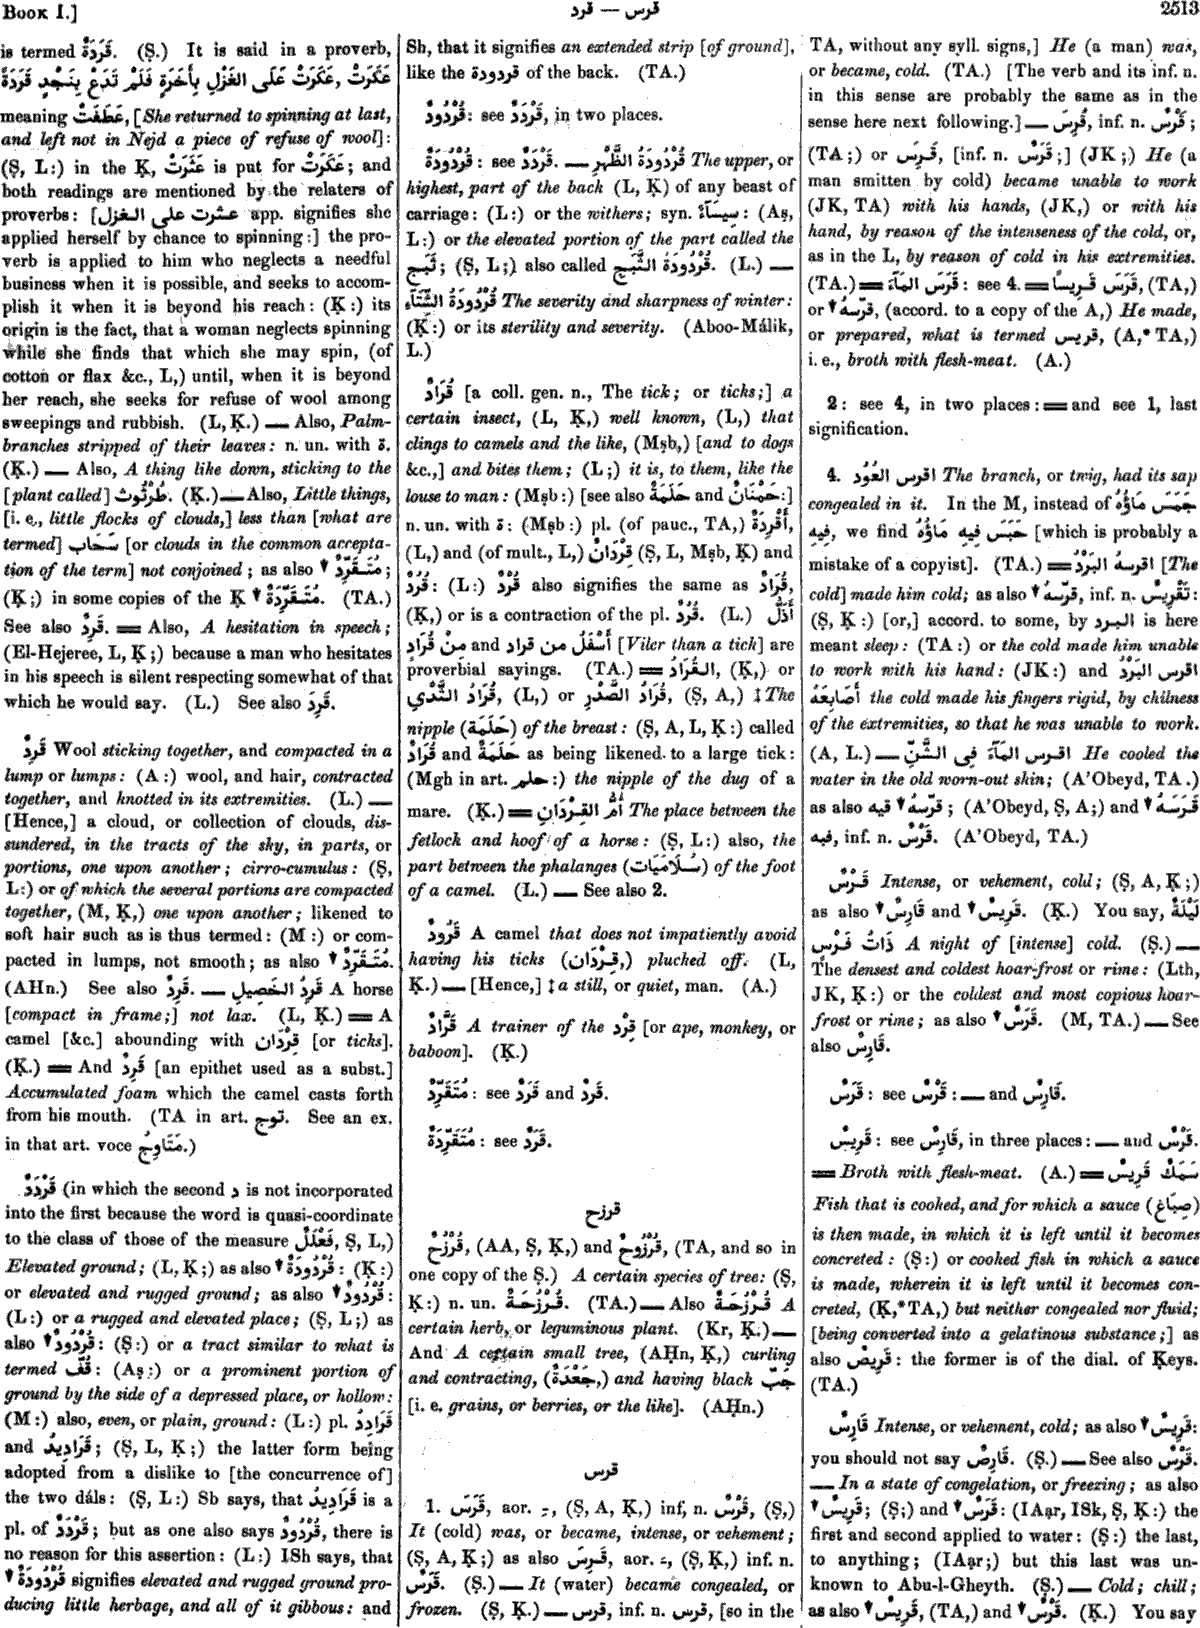 Book I.]
قرد — قرس
2513
is termed قَرَدَةٌ. (Ṣ.) It is said in a proverb,
عَكَرَتْ, عَكَرَتْ عَلَى الغَزْلِ بِأَخَرَةٍ فَلَمْ تَدَعْ بِنَجْدٍ قَرَدَةً
meaning عَطَفَتْ, [She returned to spinning at last,
and left not in Nejd a piece of refuse of wool]:
(Ṣ, L:) in the Ḳ, عَثَرَتْ is put for عَكَرَتْ; and
both readings are mentioned by the relaters of
proverbs: [عثرت على الغزل app. signifies she
applied herself by chance to spinning:] the pro-
verb is applied to him who neglects a needful
business when it is possible, and seeks to accom-
plish it when it is beyond his reach: (Ḳ:) its
origin is the fact, that a woman neglects spinning
while she finds that which she may spin, (of
cotton or flax &c., L,) until, when it is beyond
her reach, she seeks for refuse of wool among
sweepings and rubbish. (L, Ḳ.) — Also, Palm-
branches stripped of their leaves: n. un. with ة.
(Ḳ.) — Also, A thing like down, sticking to the
[plant called] طُرْثُوث. (Ḳ.) — Also, Little things,
[i. e., little flocks of clouds,] less than [what are
termed] سَحَاب [or clouds in the common accepta-
tion of the term] not conjoined; as also ▼ مُتَقَرِّدٌ;
(Ḳ;) in some copies of the Ḳ ▼ مُتَقَرِّدَةٌ. (TA.)
See also قَرِدٌ. = Also, A hesitation in speech;
(El-Hejeree, L, Ḳ;) because a man who hesitates
in his speech is silent respecting somewhat of that
which he would say. (L.) See also قَرِدَ.
قَرِدٌ Wool sticking together, and compacted in a
lump or lumps: (A:) wool, and hair, contracted
together, and knotted in its extremities. (L.) —
[Hence,] a cloud, or collection of clouds, dis-
sundered, in the tracts of the sky, in parts, or
portions, one upon another; cirro-cumulus: (Ṣ,
L:) or of which the several portions are compacted
together, (M, Ḳ,) one upon another; likened to
soft hair such as is thus termed: (M:) or com-
pacted in lumps, not smooth; as also ▼ مُتَقَرِّدٌ.
(AHn.) See also قَرِدٌ. — قَرِدُ الخَصِيلِ A horse
[compact in frame;] not lax. (L, Ḳ.) = A
camel [&c.] abounding with قِرْدَان [or ticks].
(Ḳ.) = And قَرِدٌ [an epithet used as a subst.]
Accumulated foam which the camel casts forth
from his mouth. (TA in art. توج. See an ex.
in that art. voce مَتَاوِجُ.)
قَرْدَدٌ (in which the second د is not incorporated
into the first because the word is quasi-coordinate
to the class of those of the measure فَعْلَلٌ, Ṣ, L,)
Elevated ground; (L, Ḳ;) as also ▼ قُرْدُودَةٌ: (Ḳ:)
or elevated and rugged ground; as also ▼ قُرْدُودٌ:
(L:) or a rugged and elevated place; (Ṣ, L;) as
also ▼ قُرْدُودٌ: (Ṣ:) or a tract similar to what is
termed قُفّ: (Aṣ:) or a prominent portion of
ground by the side of a depressed place, or hollow:
(M:) also, even, or plain, ground: (L:) pl. قَرَادِدُ
and قَرَادِيدُ; (Ṣ, L, Ḳ;) the latter form being
adopted from a dislike to [the concurrence of]
the two dáls: (Ṣ, L:) Sb says, that قَرَادِيدُ is a
pl. of قَرْدَدٌ; but as one also says قُرْدُودٌ, there is
no reason for this assertion: (L:) ISh says, that
▼ قُرْدُودَةٌ signifies elevated and rugged ground pro-
ducing little herbage, and all of it gibbous: and
Sh, that it signifies an extended strip [of ground],
like the قردودة of the back. (TA.)
قُرْدُودٌ: see قَرْدَدٌ, in two places.
قُرْدُودَةٌ: see قَرْدَدٌ. — قُرْدُودَةُ الظَّهْرِ The upper, or
highest, part of the back (L, Ḳ) of any beast of
carriage: (L:) or the withers; syn. سِيسَآءٌ: (Aṣ,
L:) or the elevated portion of the part called the
ثَبَج; (Ṣ, L;) also called قُرْدُودَةُ الثَّبَجِ. (L.) —
قُرْدُودَةُ الشِّتَآءِ The severity and sharpness of winter:
(Ḳ:) or its sterility and severity. (Aboo-Málik,
L.)
قُرَادٌ [a coll. gen. n., The tick; or ticks;] a
certain insect, (L, Ḳ,) well known, (L,) that
clings to camels and the like, (Mṣb,) [and to dogs
&c.,] and bites them; (L;) it is, to them, like the
louse to man: (Mṣb:) [see also حَلَمَةٌ and حَمْنَانٌ:]
n. un. with ة: (Mṣb:) pl. (of pauc., TA,) أَقْرِدَةٌ,
(L,) and (of mult., L,) قِرْدَانٌ (Ṣ, L, Mṣb, Ḳ) and
قُرُدٌ: (L:) قُرْدٌ also signifies the same as قُرَادٌ,
(Ḳ,) or is a contraction of the pl. قُرُدٌ. (L.) أَذَلُّ
مِنْ قُرَادٍ and أَسْفَلُ من قراد [Viler than a tick] are
proverbial sayings. (TA.) = القُرَادُ, (Ḳ,) or
قُرَادُ الثَّدْيِ, (L,) or قُرَادُ الصَّدْرِ, (Ṣ, A,) ‡ The
nipple (حَلَمَة) of the breast: (Ṣ, A, L, Ḳ:) called
قُرَادٌ and حَلَمَةٌ as being likened to a large tick:
(Mgh in art. حلم:) the nipple of the dug of a
mare. (Ḳ.) = أُمُّ القِرْدَانِ The place between the
fetlock and hoof of a horse: (Ṣ, L:) also, the
part between the phalanges (سُلَامَيَات) of the foot
of a camel. (L.) — See also 2.
قَرُودٌ A camel that does not impatiently avoid
having his ticks (قِرْدَان,) plucked off. (L,
Ḳ.) — [Hence,] ‡ a still, or quiet, man. (A.)
قَرَّادٌ A trainer of the قِرْد [or ape, monkey, or
baboon]. (Ḳ.)
مُتَقَرِّدٌ: see قَرَدٌ and قَرِدٌ.
مُتَقَرِّدَةٌ: see قَرَدٌ.
قرزح
قُرْزُحٌ, (AA, Ṣ, Ḳ,) and قُرْزُوحٌ, (TA, and so in
one copy of the Ṣ.) A certain species of tree: (Ṣ,
Ḳ:) n. un. قُرْزُحَةٌ. (TA.) — Also قُرْزُحَةٌ A
certain herb, or leguminous plant. (Kr, Ḳ.) —
And A certain small tree, (AḤn, Ḳ,) curling
and contracting, (جَعْدَةٌ,) and having black حَبّ
[i. e. grains, or berries, or the like]. (AḤn.)
قرس
1. قَرَسَ, aor. ـِ, (Ṣ, A, Ḳ,) inf, n. قَرْسٌ, (Ṣ,)
It (cold) was, or became, intense, or vehement;
(Ṣ, A, Ḳ;) as also قَرِسَ, aor. ـَ, (Ṣ, Ḳ,) inf. n.
قَرَسٌ. (Ṣ.) — It (water) became congealed, or
frozen. (Ṣ, Ḳ.) — قرس, inf. n. قرس, [so in the
TA, without any syll. signs,] He (a man) was,
or became, cold. (TA.) [The verb and its inf. n.
in this sense are probably the same as in the
sense here next following.] — قُرِسَ, inf. n. قَرْسٌ;
(TA;) or قَرِسَ, [inf. n. قَرَسٌ;] (JK;) He (a
man smitten by cold) became unable to work
(JK, TA) with his hands, (JK,) or with his
hand, by reason of the intenseness of the cold, or,
as in the L, by reason of cold in his extremities.
(TA.) = قَرَسَ المَآءَ: see 4. = قَرَسَ قَرِيسًا, (TA,)
or ▼ قرّسهُ, (accord. to a copy of the A,) He made,
or prepared, what is termed قريس, (A,* TA,)
i. e., broth with flesh-meat. (A.)
2: see 4, in two places: = and see 1, last
signification.
4. اقرس العُودُ The branch, or twig, had its sap
congealed in it. In the M, instead of جَمَسَ مَاؤُهُ
فِيهِ, we find حَبَسَ فِيهِ مَاؤُهُ [which is probably a
mistake of a copyist]. (TA.) = اقرسهُ البَرْدُ [The
cold] made him cold; as also ▼ قرّسهُ, inf. n. تَقْرِيسٌ:
(Ṣ, Ḳ:) [or,] accord. to some, by البرد is here
meant sleep: (TA:) or the cold made him unable
to work with his hand: (JK:) and اقرس البَرْدُ
أَصَابِعَهُ the cold made his fingers rigid, by chilness
of the extremities, so that he was unable to work.
(A, L.) — اقرس المَآءَ فِى الشَّنِّ He cooled the
water in the old worn-out skin; (A'Obeyd, TA.)
as also ▼ قرّسهُ فيه; (A'Obeyd, Ṣ, A;) and ▼ قَرَسَهُ
فيه, inf. n. قَرْسٌ. (A'Obeyd, TA.)
قَرْسٌ Intense, or vehement, cold; (Ṣ, A, Ḳ;)
as also ▼ قَارِسٌ and ▼ قَرِيسٌ. (Ḳ.) You say, لَيْلَةٌ
ذَاتُ قَرْسٍ A night of [intense] cold. (Ṣ.) —
The densest and coldest hoar-frost or rime: (Lth,
JK, Ḳ:) or the coldest and most copious hoar-
frost or rime; as also ▼ قَرَسٌ. (M, TA.) — See
also قَارِسٌ.
قَرَسٌ: see قَرْسٌ: — and قَارِسٌ.
قَرِيسٌ: see قَارِسٌ, in three places: — and قَرْسٌ.
= Broth with flesh-meat. (A.) = سَمَكٌ قَرِيسٌ
Fish that is cooked, and for which a sauce (صِبَاغ)
is then made, in which it is left until it becomes
concreted: (Ṣ:) or cooked fish in which a sauce
is made, wherein it is left until it becomes con-
creted, (Ḳ,* TA,) but neither congealed nor fluid;
[being converted into a gelatinous substance;] as
also قَرِيصٌ: the former is of the dial. of Ḳeys.
(TA.)
قَارِسٌ Intense, or vehement, cold; as also ▼ قَرِيسٌ:
you should not say قَارِصٌ. (Ṣ.) — See also قَرْسٌ.
— In a state of congelation, or freezing; as also
▼ قَرِيسٌ; (Ṣ;) and ▼ قَرَسٌ: (IAạr, ISk, Ṣ, Ḳ:) the
first and second applied to water: (Ṣ:) the last,
to anything; (IAạr;) but this last was un-
known to Abu-l-Gheyth. (Ṣ.) — Cold; chill;
as also ▼ قَرِيسٌ, (TA,) and ▼ قَرْسٌ. (Ḳ.) You say